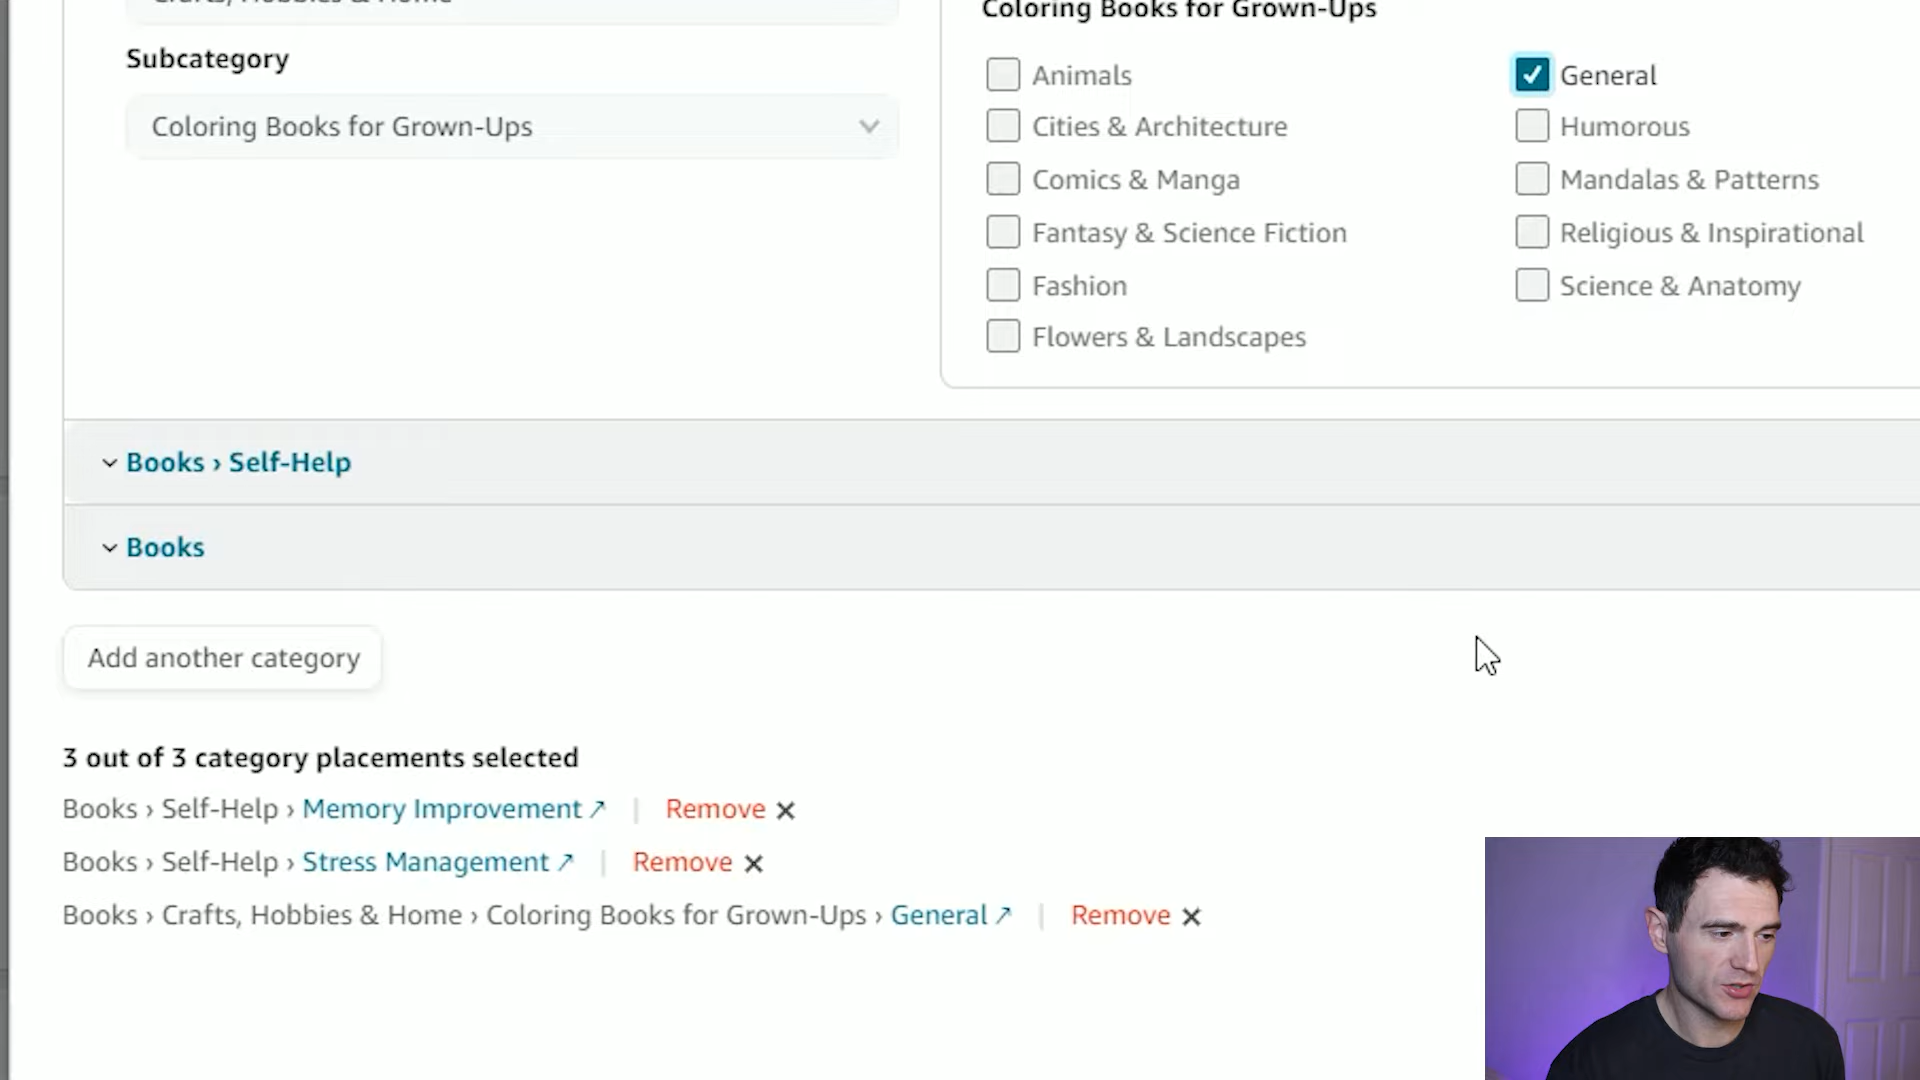 Crafts, Hobbies & Home
Subcategory
Coloring Books for Grown-Ups
Coloring Books for Grown-Ups
Animals
Cities & Architecture
Comics & Manga
Fantasy & Science Fiction
Fashion
Flowers & Landscapes
General
Humorous
Mandalas & Patterns
Religious & Inspirational
Science & Anatomy
Books › Self-Help
Books
Add another category
3 out of 3 category placements selected
Books › Self-Help › Memory Improvement ↗ | Remove ✕
Books › Self-Help › Stress Management ↗ | Remove ✕
Books › Crafts, Hobbies & Home › Coloring Books for Grown-Ups › General ↗ | Remove ✕